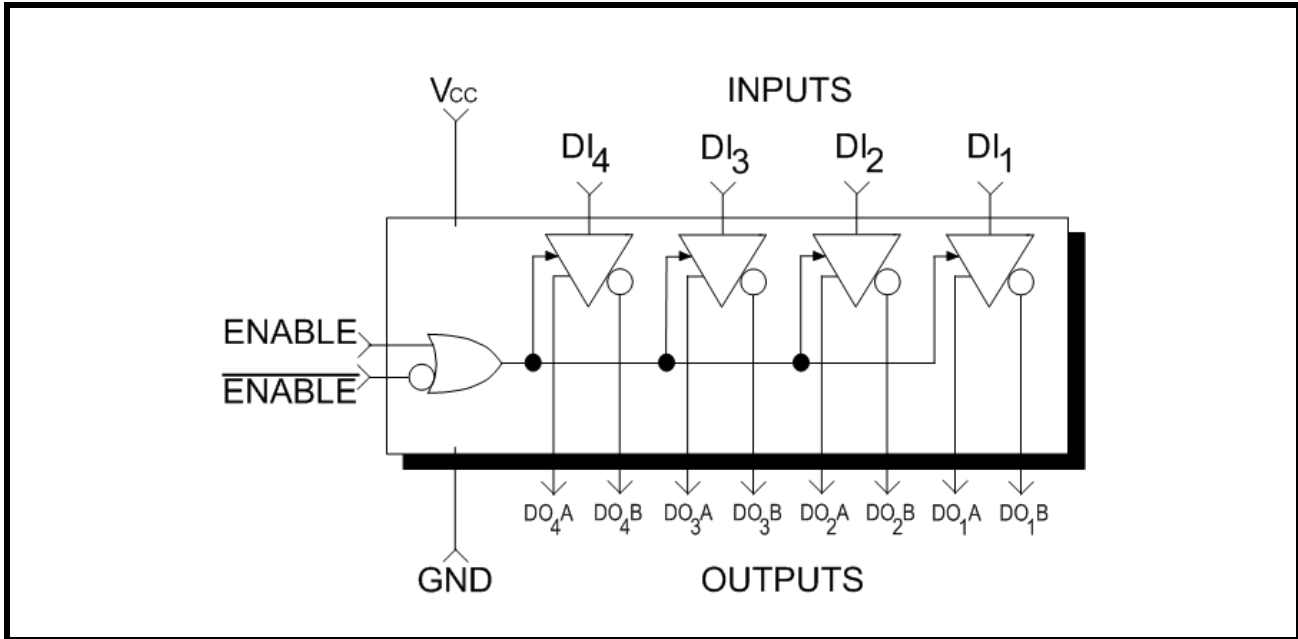 VCC INPUTS
DI4 DI3 DI2 DI1
ENABLE
ENABLE
DO4A DO4B DO3A DO3B DO2A DO2B DO1A DO1B
GND OUTPUTS